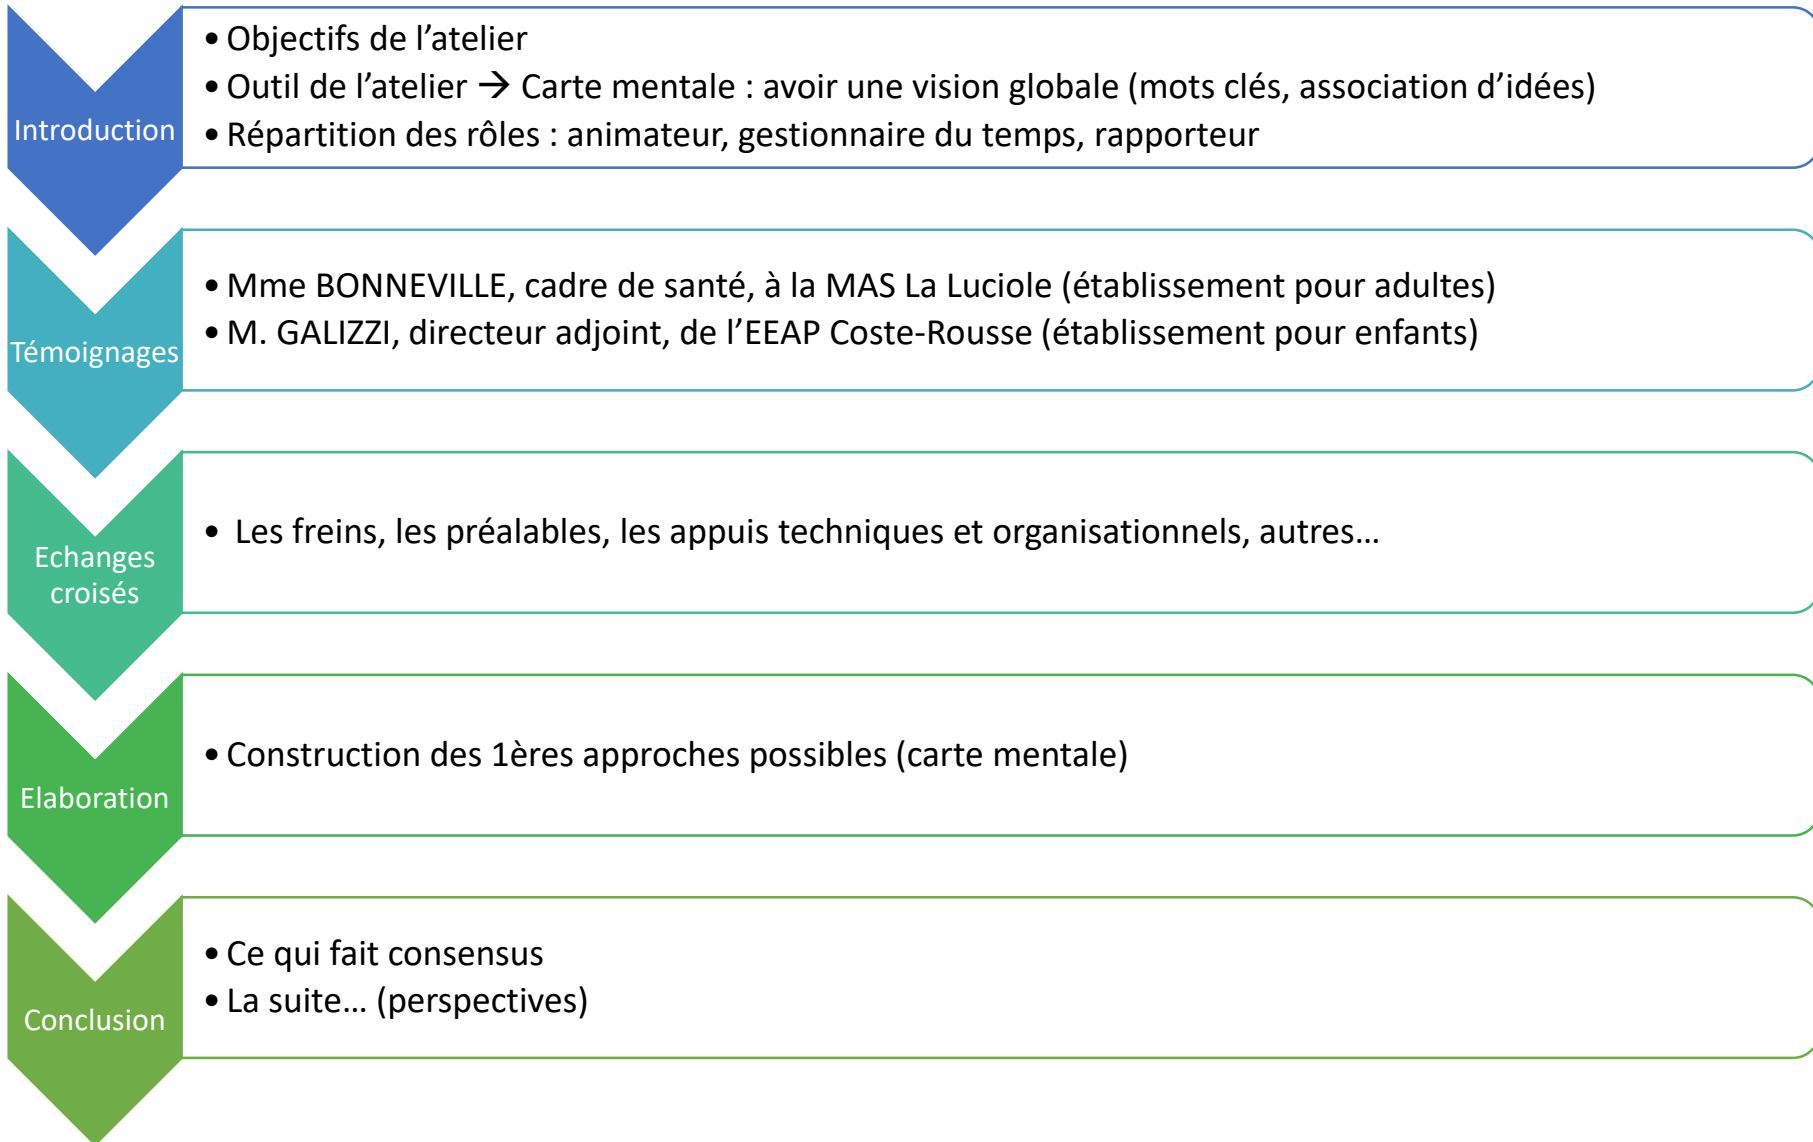 Introduction
• Objectifs de l’atelier
• Outil de l’atelier → Carte mentale : avoir une vision globale (mots clés, association d’idées)
• Répartition des rôles : animateur, gestionnaire du temps, rapporteur
Témoignages
• Mme BONNEVILLE, cadre de santé, à la MAS La Luciole (établissement pour adultes)
• M. GALIZZI, directeur adjoint, de l’EEAP Coste-Rousse (établissement pour enfants)
Echanges
croisés
• Les freins, les préalables, les appuis techniques et organisationnels, autres…
Elaboration
• Construction des 1ères approches possibles (carte mentale)
Conclusion
• Ce qui fait consensus
• La suite… (perspectives)